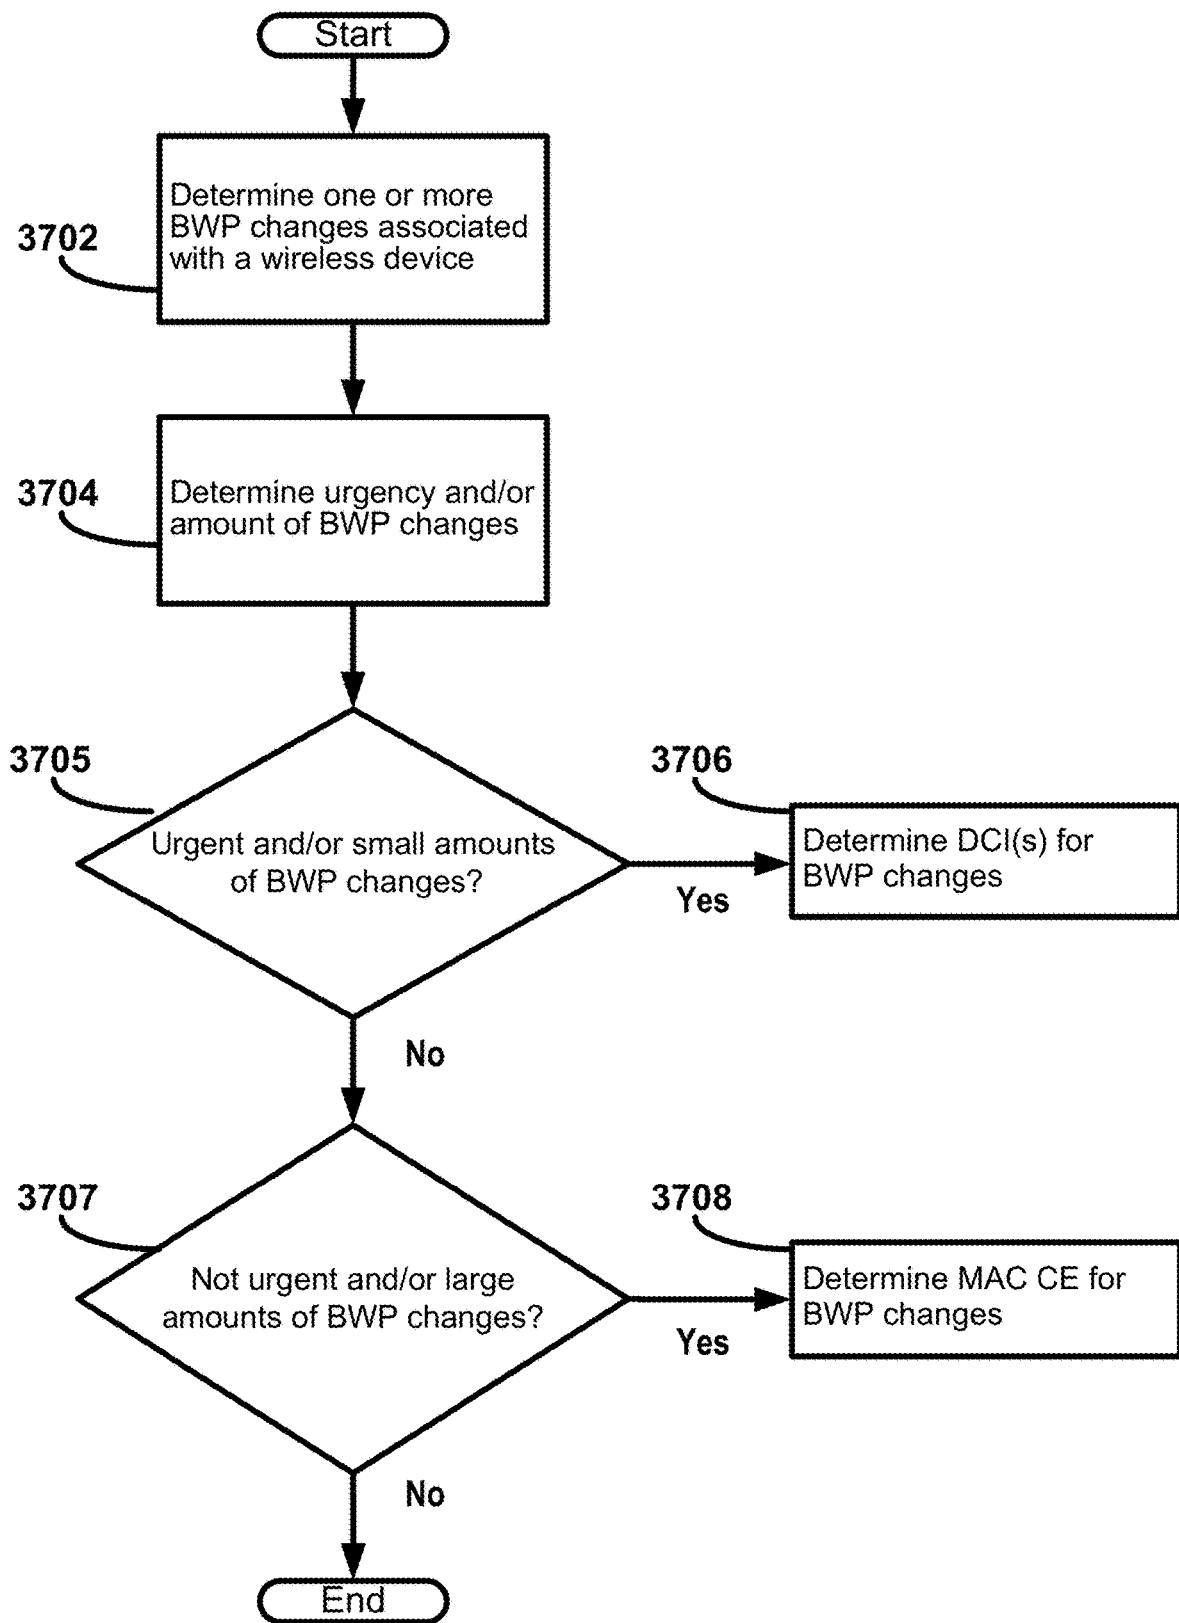 Start
3702
Determine one or more
BWP changes associated
with a wireless device
3704
Determine urgency and/or
amount of BWP changes
3705
Urgent and/or small amounts
of BWP changes?
Yes
3706
Determine DCI(s) for
BWP changes
No
3707
Not urgent and/or large
amounts of BWP changes?
Yes
3708
Determine MAC CE for
BWP changes
No
End